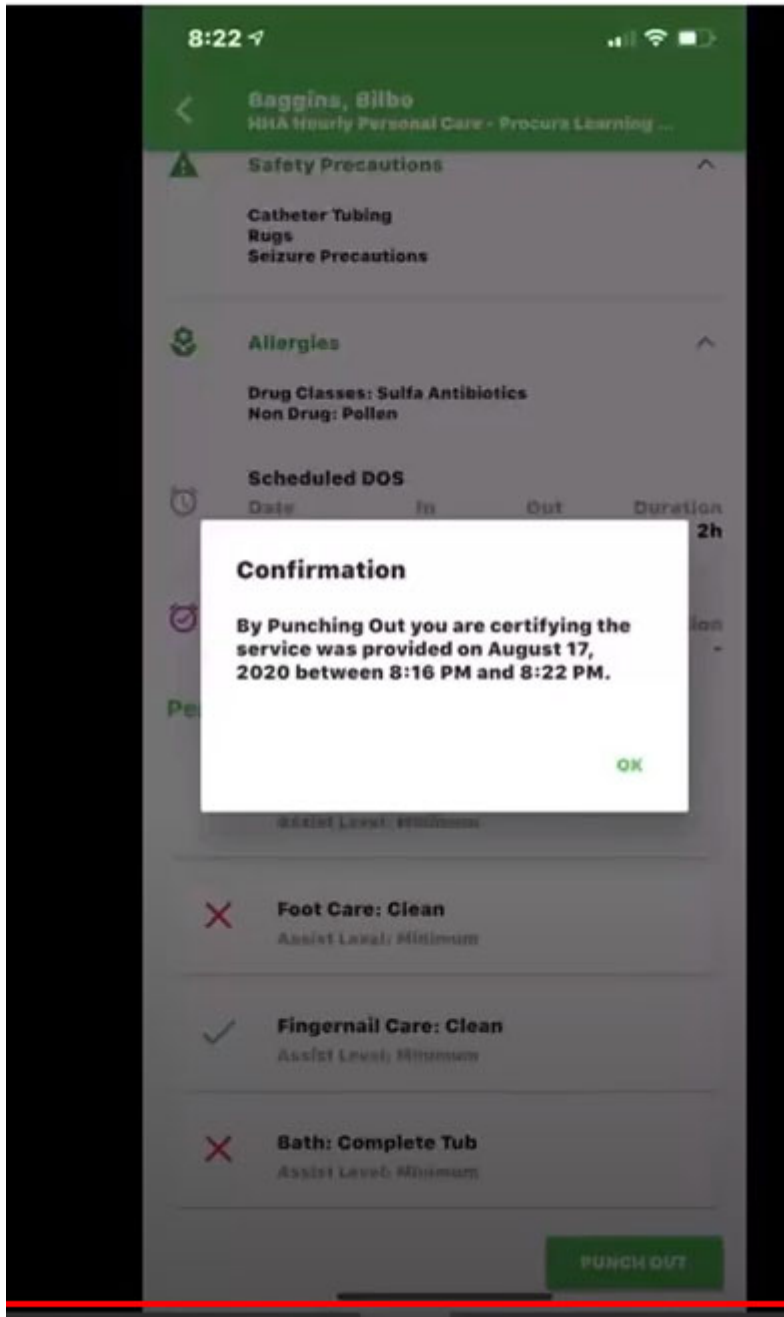 8:22
Baggins, Bilbo
HHA Hourly Personal Care - Procura Learning ...
Safety Precautions
Catheter Tubing
Rugs
Seizure Precautions
Allergies
Drug Classes: Sulfa Antibiotics
Non Drug: Pollen
Scheduled DOS
Date In Out Duration
2h
Confirmation
By Punching Out you are certifying the
service was provided on August 17,
2020 between 8:16 PM and 8:22 PM.
OK
Assist Level: Minimum
Foot Care: Clean
Assist Level: Minimum
Fingernail Care: Clean
Assist Level: Minimum
Bath: Complete Tub
Assist Level: Minimum
PUNCH OUT